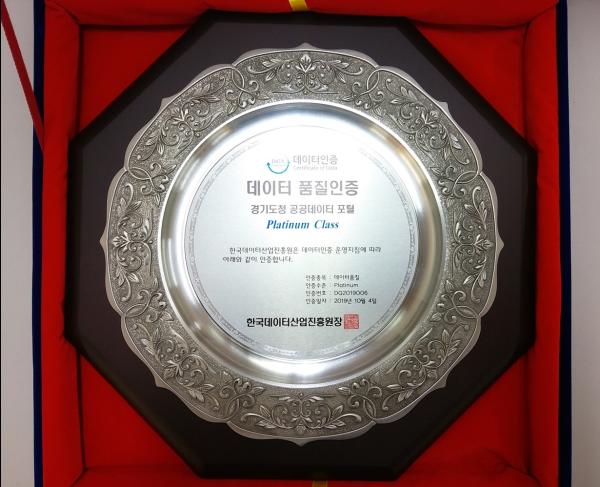 DATA
데이터인증
Certificate of Data
데이터 품질인증
경기도청 공공데이터 포털
Platinum Class
한국데이터산업진흥원은 데이터인증 운영지침에 따라
아래와 같이 인증합니다.
인증종목 : 데이터품질
인증수준 : Platinum
인증번호 : DQ2019006
인증일자 : 2019년 10월 4일
한국데이터산업진흥원장